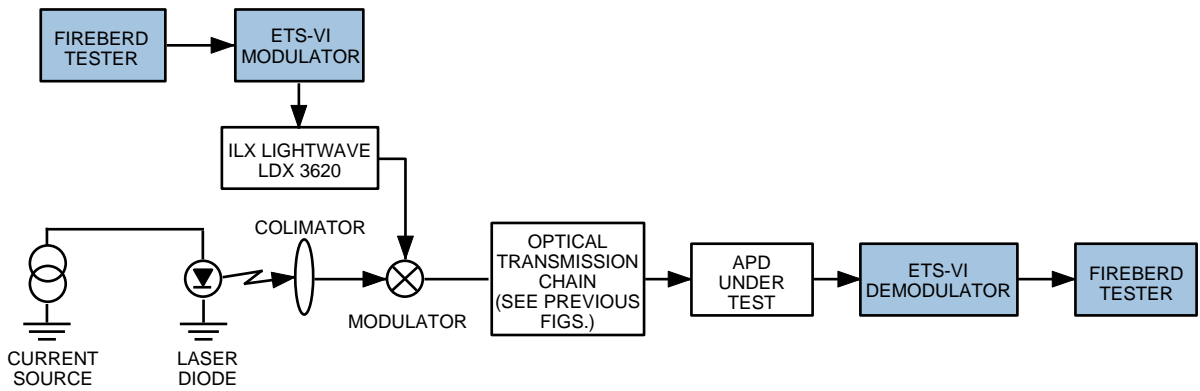 FIREBERD
TESTER
ETS-VI
MODULATOR
ILX LIGHTWAVE
LDX 3620
COLIMATOR
MODULATOR
OPTICAL
TRANSMISSION
CHAIN
(SEE PREVIOUS
FIGS.)
APD
UNDER
TEST
ETS-VI
DEMODULATOR
FIREBERD
TESTER
CURRENT
SOURCE
LASER
DIODE